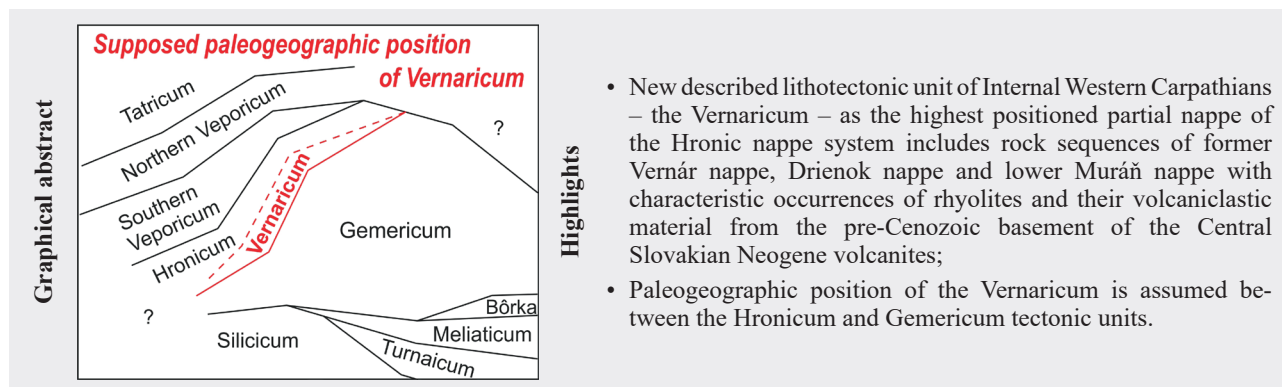 Graphical abstract
Supposed paleogeographic position
of Vernaricum
Tatricum
Northern Veporicum
Southern
Veporicum
Hronicum
Vernaricum
Gemericum
?
?
Silicicum
Bôrka
Meliaticum
Turnaicum
Highlights
• New described lithotectonic unit of Internal Western Carpathians
– the Vernaricum – as the highest positioned partial nappe
of the Hronic nappe system includes rock sequences of former
Vernár nappe, Drienok nappe and lower Muráň nappe with
characteristic occurrences of rhyolites and their volcaniclastic
material from the pre-Cenozoic basement of the Central
Slovakian Neogene volcanites;
• Paleogeographic position of the Vernaricum is assumed be-
tween the Hronicum and Gemericum tectonic units.